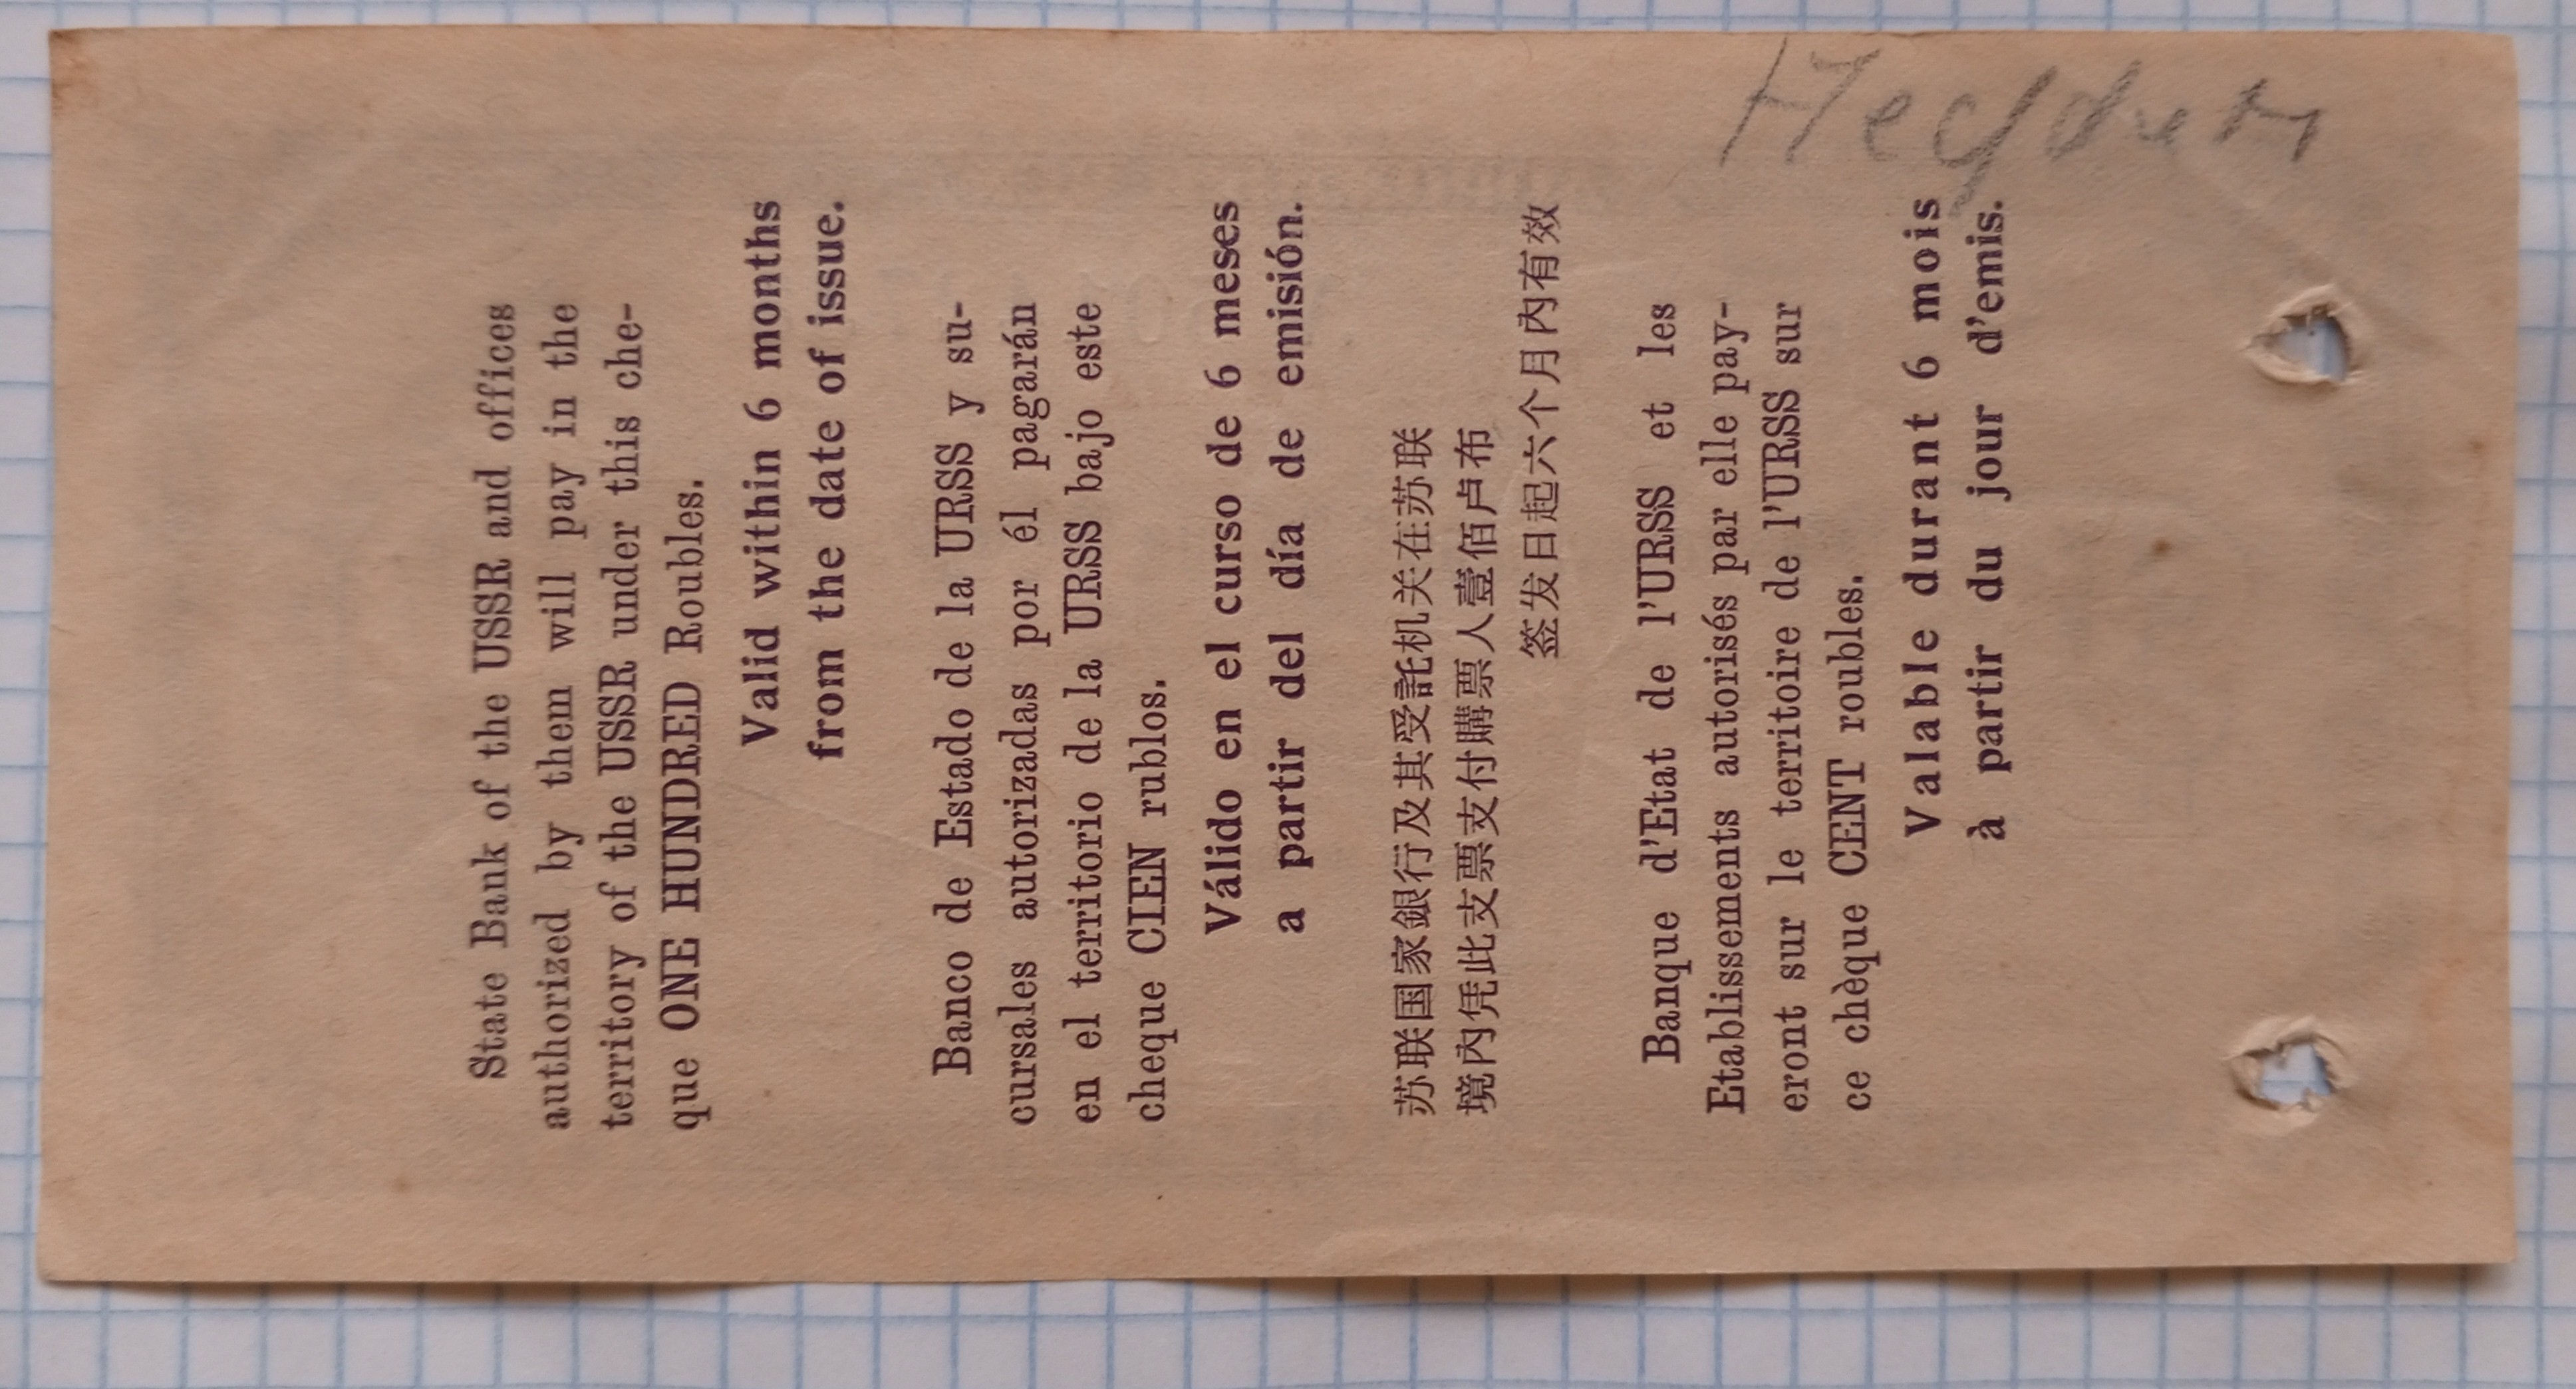 State Bank of the USSR and offices
authorized by them will pay in the
territory of the USSR under this che-
que ONE HUNDRED Roubles.
Valid within 6 months
from the date of issue.
Banco de Estado de la URSS y su-
cursales autorizadas por él pagarán
en el territorio de la URSS bajo este
cheque CIEN rublos.
Válido en el curso de 6 meses
a partir del día de emisión.
苏联国家銀行及其受託机关在苏联
境內凭此支票支付購票人壹佰卢布
签发日起六个月內有效
Banque d'Etat de l'URSS et les
Etablissements autorisés par elle pay-
eront sur le territoire de l'URSS sur
ce chèque CENT roubles.
Valable durant 6 mois
à partir du jour d'emis.